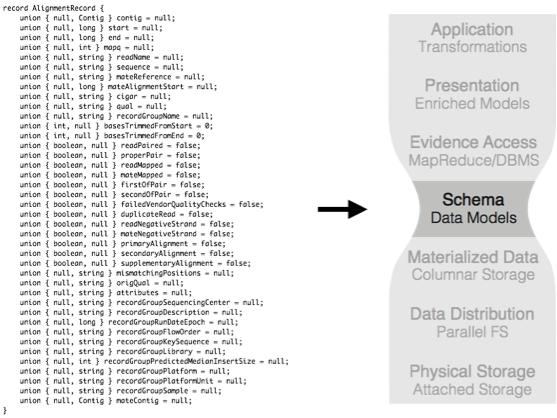 record AlignmentRecord {
union { null, Contig } contig = null;
union { null, long } start = null;
union { null, long } end = null;
union { null, int } mapq = null;
union { null, string } readName = null;
union { null, string } sequence = null;
union { null, string } mateReference = null;
union { null, long } mateAlignmentStart = null;
union { null, string } cigar = null;
union { null, string } qual = null;
union { null, string } recordGroupName = null;
union { int, null } basesTrimmedFromStart = 0;
union { int, null } basesTrimmedFromEnd = 0;
union { boolean, null } readPaired = false;
union { boolean, null } properPair = false;
union { boolean, null } readMapped = false;
union { boolean, null } mateMapped = false;
union { boolean, null } firstOfPair = false;
union { boolean, null } secondOfPair = false;
union { boolean, null } failedVendorQualityChecks = false;
union { boolean, null } duplicateRead = false;
union { boolean, null } readNegativeStrand = false;
union { boolean, null } mateNegativeStrand = false;
union { boolean, null } primaryAlignment = false;
union { boolean, null } secondaryAlignment = false;
union { boolean, null } supplementaryAlignment = false;
union { null, string } mismatchingPositions = null;
union { null, string } origQual = null;
union { null, string } attributes = null;
union { null, string } recordGroupSequencingCenter = null;
union { null, string } recordGroupDescription = null;
union { null, long } recordGroupRunDateEpoch = null;
union { null, string } recordGroupFlowOrder = null;
union { null, string } recordGroupKeySequence = null;
union { null, string } recordGroupLibrary = null;
union { null, int } recordGroupPredictedMedianInsertSize = null;
union { null, string } recordGroupPlatform = null;
union { null, string } recordGroupPlatformUnit = null;
union { null, string } recordGroupSample = null;
union { null, Contig } mateContig = null;
}
Application
Transformations
Presentation
Enriched Models
Evidence Access
MapReduce/DBMS
Schema
Data Models
Materialized Data
Columnar Storage
Data Distribution
Parallel FS
Physical Storage
Attached Storage